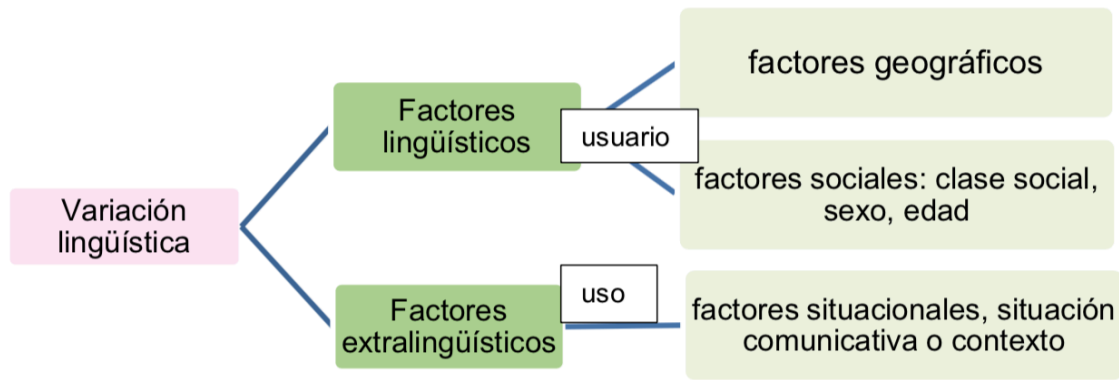 Variación
lingüística
Factores
lingüísticos
usuario
factores geográficos
factores sociales: clase social,
sexo, edad
Factores
extralingüísticos
uso
factores situacionales, situación
comunicativa o contexto